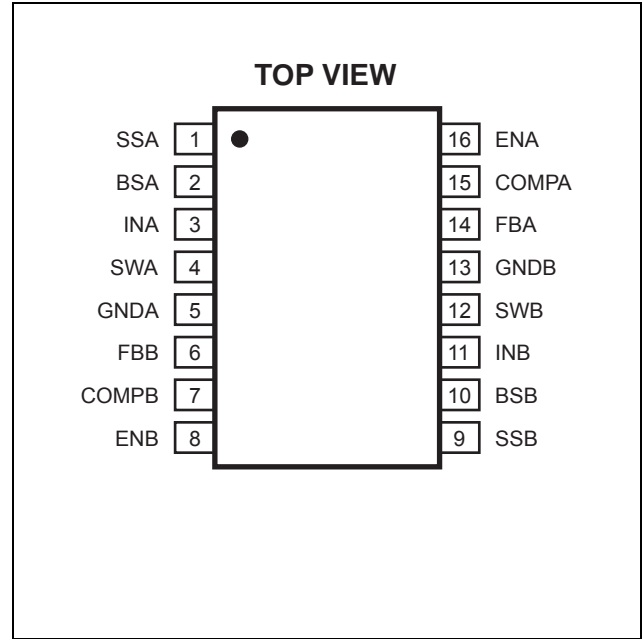 TOP VIEW
SSA 1 16 ENA
BSA 2 15 COMPA
INA 3 14 FBA
SWA 4 13 GNDB
GNDA 5 12 SWB
FBB 6 11 INB
COMPB 7 10 BSB
ENB 8 9 SSB